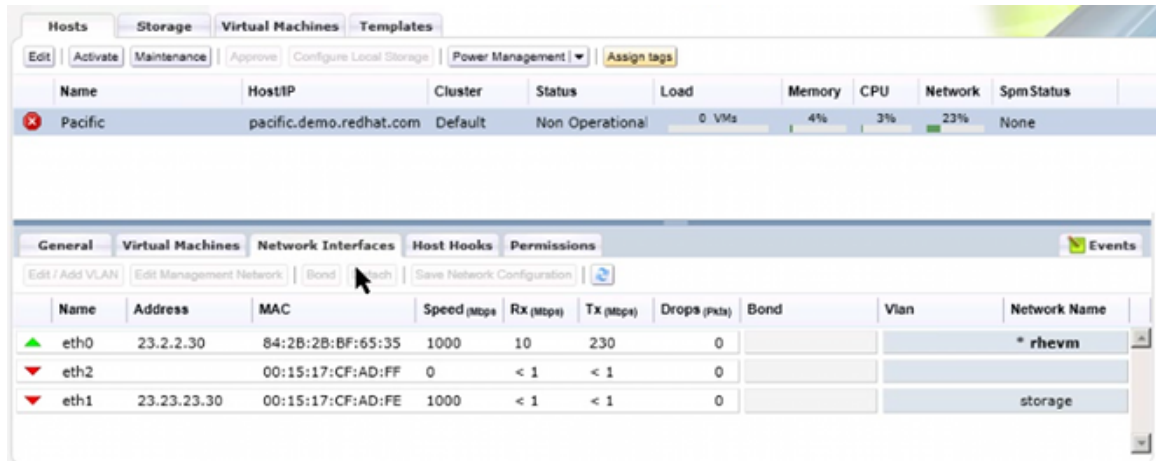 Hosts Storage Virtual Machines Templates
Edit Activate Maintenance Approve Configure Local Storage Power Management Assign tags
Name Host/IP Cluster Status Load Memory CPU Network SpmStatus
Pacific pacific.demo.redhat.com Default Non Operational 0 VMs 4% 3% 23% None
General Virtual Machines Network Interfaces Host Hooks Permissions Events
Edit / Add VLAN Edit Management Network Bond Save Network Configuration
Name Address MAC Speed (Mbps Rx (Mbps) Tx (Mbps) Drops (Pkts) Bond Vlan Network Name
eth0 23.2.2.30 84:2B:2B:BF:65:35 1000 10 230 0 * rhevm
eth2 00:15:17:CF:AD:FF 0 < 1 < 1 0
eth1 23.23.23.30 00:15:17:CF:AD:FE 1000 < 1 < 1 0 storage